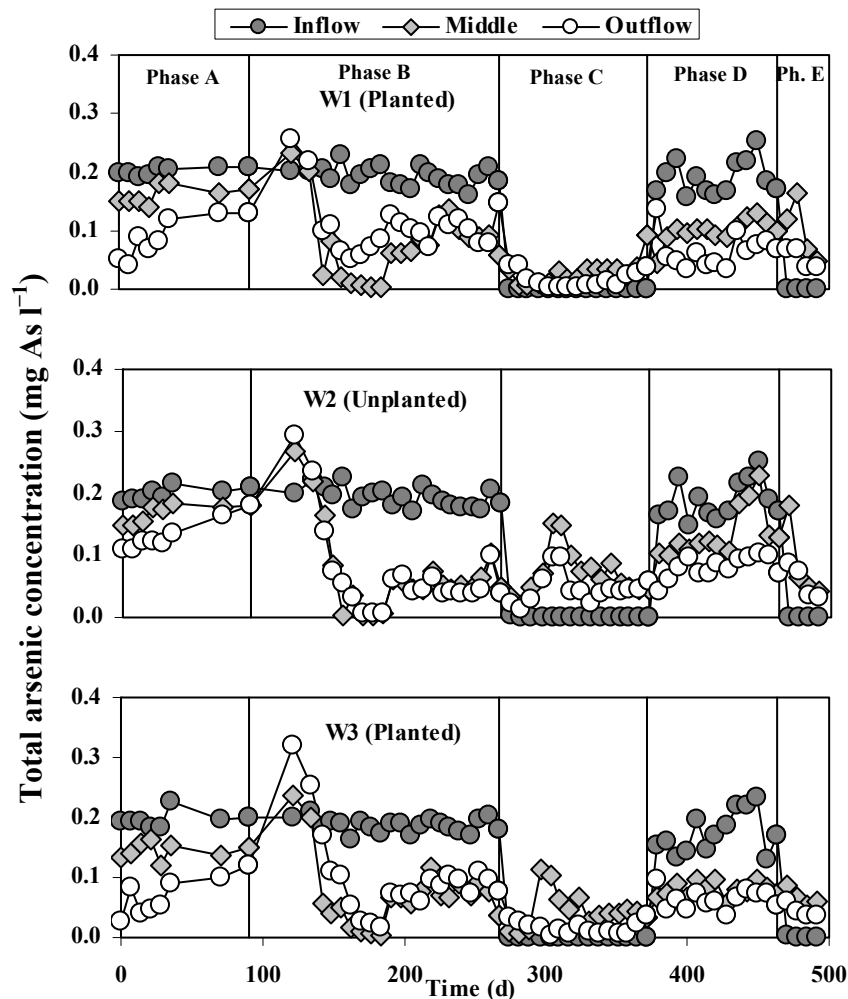 Inflow Middle Outflow
Total arsenic concentration (mg As l⁻¹)
0.4
0.3
0.2
0.1
0.0
Phase A Phase B Phase C Phase D Ph. E
W1 (Planted)
0.4
0.3
0.2
0.1
0.0
W2 (Unplanted)
0.4
0.3
0.2
0.1
0.0
W3 (Planted)
0 100 200 300 400 500
Time (d)